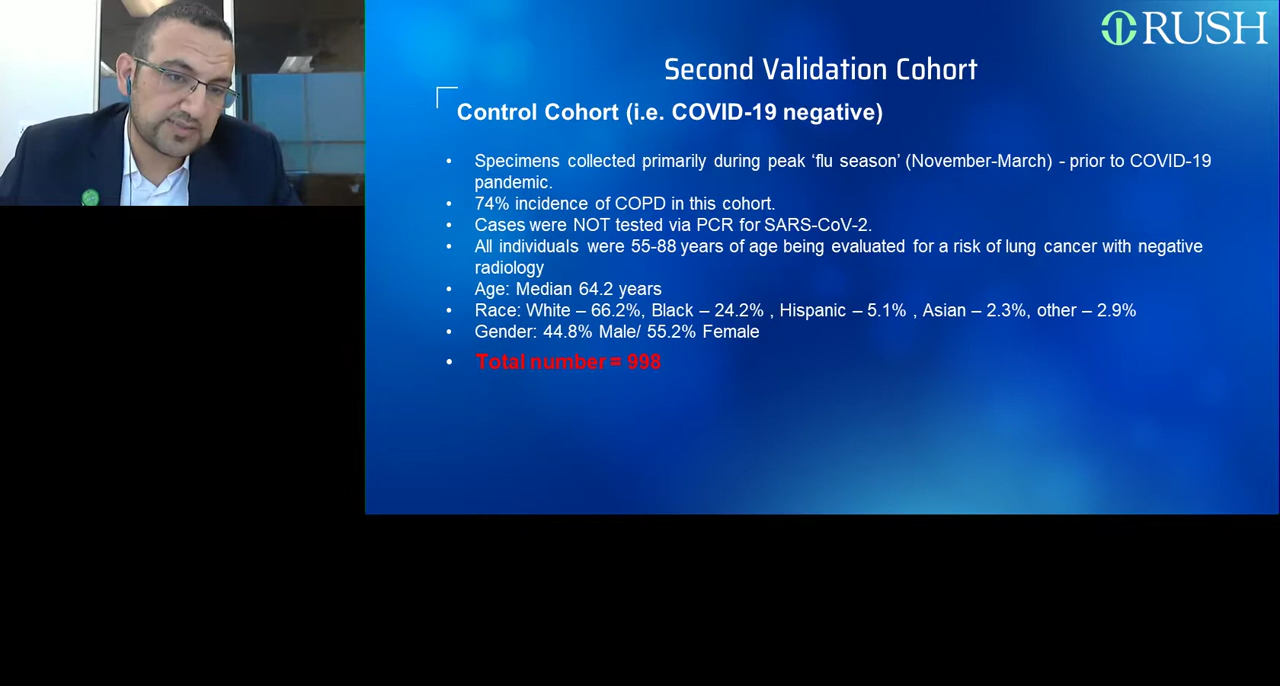 RUSH
Second Validation Cohort
Control Cohort (i.e. COVID-19 negative)
• Specimens collected primarily during peak ‘flu season’ (November-March) - prior to COVID-19
pandemic.
• 74% incidence of COPD in this cohort.
• Cases were NOT tested via PCR for SARS-CoV-2.
• All individuals were 55-88 years of age being evaluated for a risk of lung cancer with negative
radiology
• Age: Median 64.2 years
• Race: White – 66.2%, Black – 24.2% , Hispanic – 5.1% , Asian – 2.3%, other – 2.9%
• Gender: 44.8% Male/ 55.2% Female
• Total number = 998